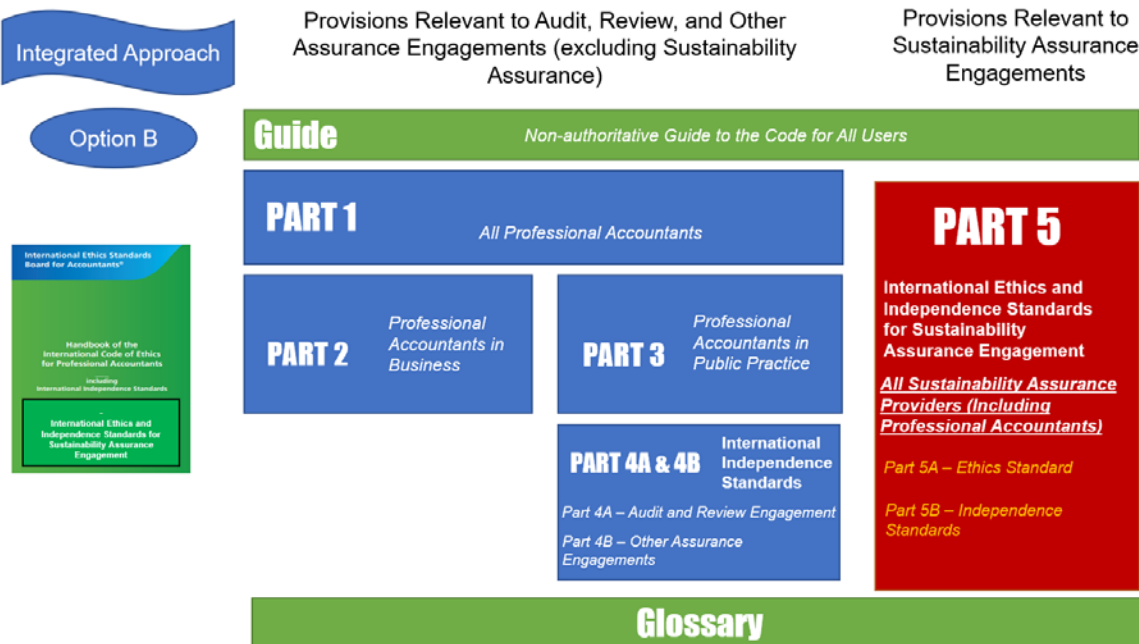 Integrated Approach
Option B
Provisions Relevant to Audit, Review, and Other
Assurance Engagements (excluding Sustainability
Assurance)
Provisions Relevant to
Sustainability Assurance
Engagements
Guide
Non-authoritative Guide to the Code for All Users
PART 1
All Professional Accountants
PART 2
Professional
Accountants in
Business
PART 3
Professional
Accountants in
Public Practice
PART 4A & 4B
International
Independence
Standards
Part 4A – Audit and Review Engagement
Part 4B – Other Assurance
Engagements
PART 5
International Ethics and
Independence Standards
for Sustainability
Assurance Engagement
All Sustainability Assurance
Providers (Including
Professional Accountants)
Part 5A – Ethics Standard
Part 5B – Independence
Standards
International Ethics Standards
Board for Accountants®
Handbook of the
International Code of Ethics
for Professional Accountants
including
International Independence Standards
–
International Ethics and
Independence Standards for
Sustainability Assurance
Engagement
Glossary